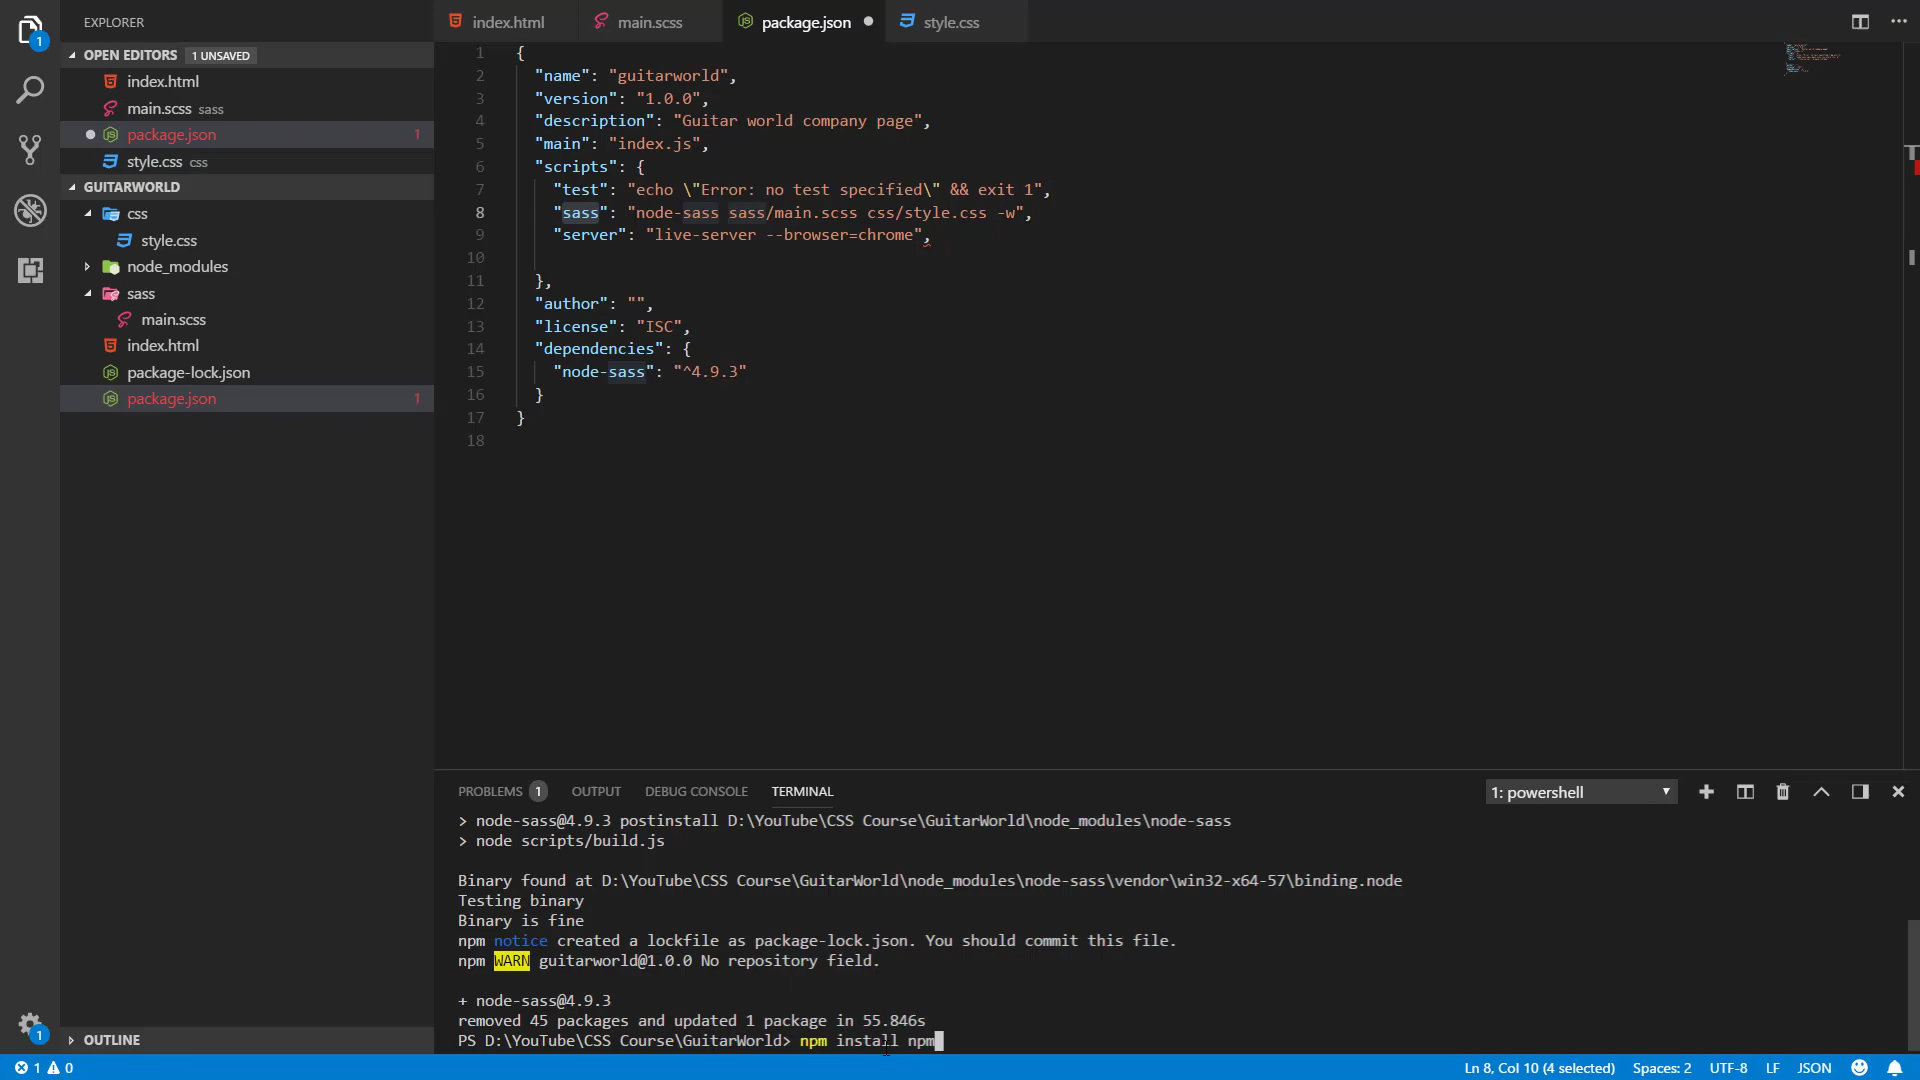 EXPLORER
OPEN EDITORS 1 UNSAVED
index.html
main.scss sass
package.json 1
style.css css
GUITARWORLD
css
style.css
node_modules
sass
main.scss
index.html
package-lock.json
package.json 1
OUTLINE
1
1
index.html main.scss package.json style.css
1 {
2 "name": "guitarworld",
3 "version": "1.0.0",
4 "description": "Guitar world company page",
5 "main": "index.js",
6 "scripts": {
7 "test": "echo \"Error: no test specified\" && exit 1",
8 "sass": "node-sass sass/main.scss css/style.css -w",
9 "server": "live-server --browser=chrome",
10
11 },
12 "author": "",
13 "license": "ISC",
14 "dependencies": {
15 "node-sass": "^4.9.3"
16 }
17 }
18
PROBLEMS 1 OUTPUT DEBUG CONSOLE TERMINAL 1: powershell
> node-sass@4.9.3 postinstall D:\YouTube\CSS Course\GuitarWorld\node_modules\node-sass
> node scripts/build.js
Binary found at D:\YouTube\CSS Course\GuitarWorld\node_modules\node-sass\vendor\win32-x64-57\binding.node
Testing binary
Binary is fine
npm notice created a lockfile as package-lock.json. You should commit this file.
npm WARN guitarworld@1.0.0 No repository field.
+ node-sass@4.9.3
removed 45 packages and updated 1 package in 55.846s
PS D:\YouTube\CSS Course\GuitarWorld> npm install npm
1 0 Ln 8, Col 10 (4 selected) Spaces: 2 UTF-8 LF JSON